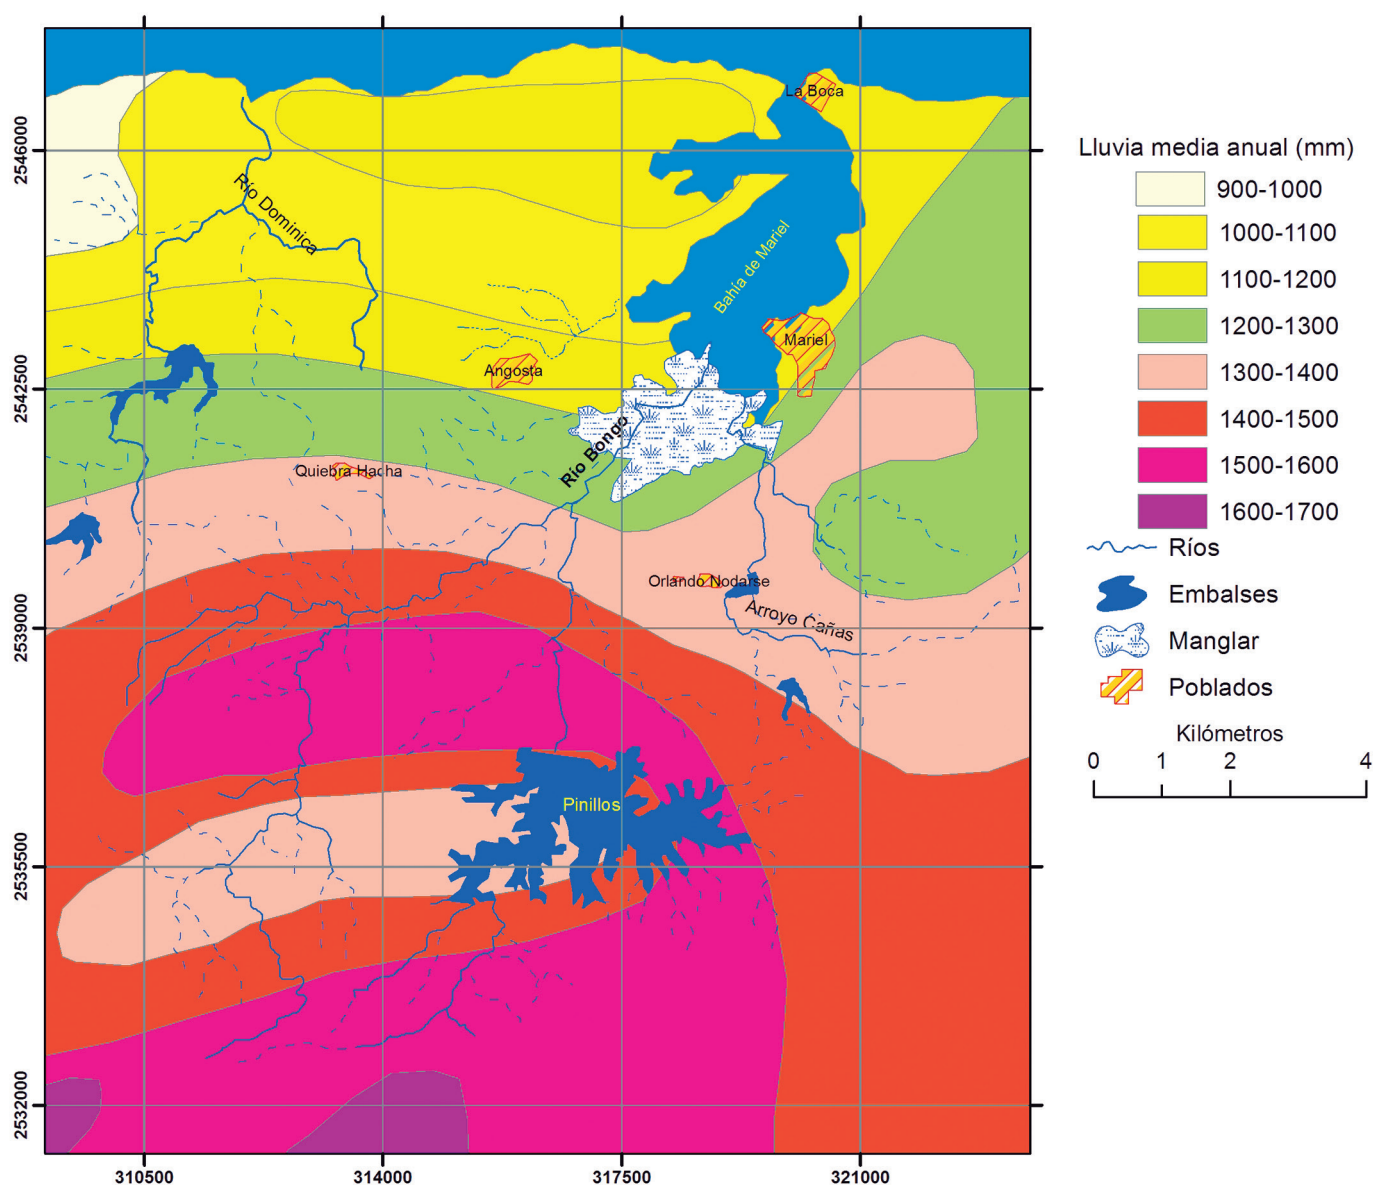 La Boca
2546000
Río Dominica
Bahía de Mariel
Mariel
Angosta
2542500
Río Bongo
Quiebra Hacha
Orlando Nodarse
Arroyo Cañas
2539000
Pinillos
2535500
2532000
310500
314000
317500
321000
Lluvia media anual (mm)
900-1000
1000-1100
1100-1200
1200-1300
1300-1400
1400-1500
1500-1600
1600-1700
Ríos
Embalses
Manglar
Poblados
Kilómetros
0 1 2 4